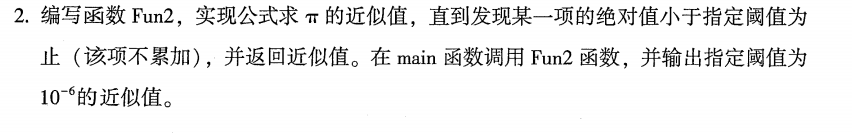 2. 编写函数 Fun2，实现公式求 π 的近似值，直到发现某一项的绝对值小于指定阈值为
止（该项不累加），并返回近似值。在 main 函数调用 Fun2 函数，并输出指定阈值为
10⁻⁶的近似值。